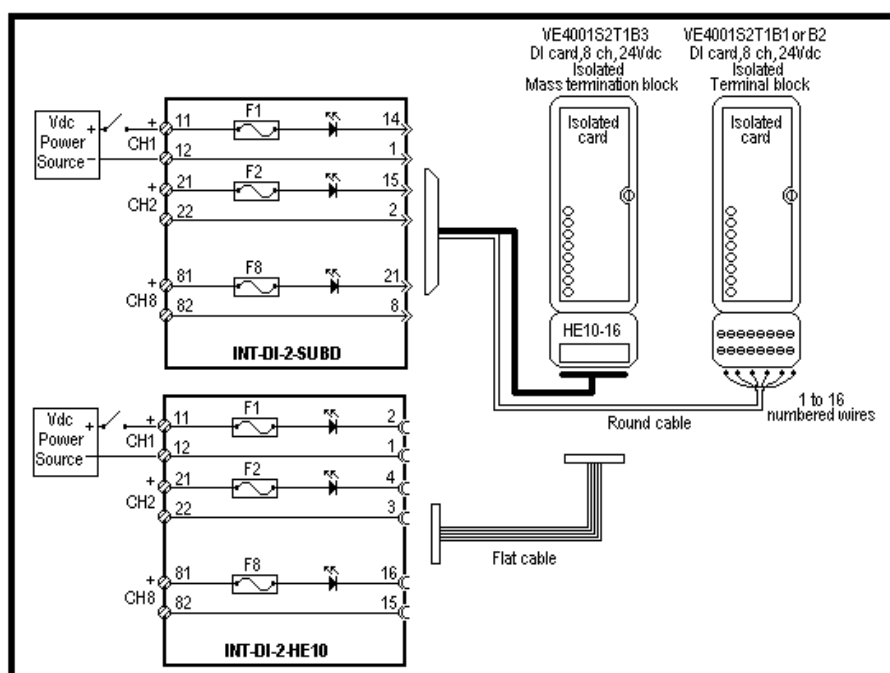 VE4001S2T1B3
DI card,8 ch,24Vdc
Isolated
Mass termination block
VE4001S2T1B1 or B2
DI card,8 ch,24Vdc
Isolated
Terminal block
Isolated
card
Isolated
card
Vdc
Power
Source
+
−
+
CH1
11
F1
14
12
1
+
CH2
21
F2
15
22
2
+
CH8
81
F8
21
82
8
INT-DI-2-SUBD
HE10-16
1 to 16
numbered wires
Round cable
Vdc
Power
Source
+
−
+
CH1
11
F1
2
12
1
+
CH2
21
F2
4
22
3
+
CH8
81
F8
16
82
15
INT-DI-2-HE10
Flat cable